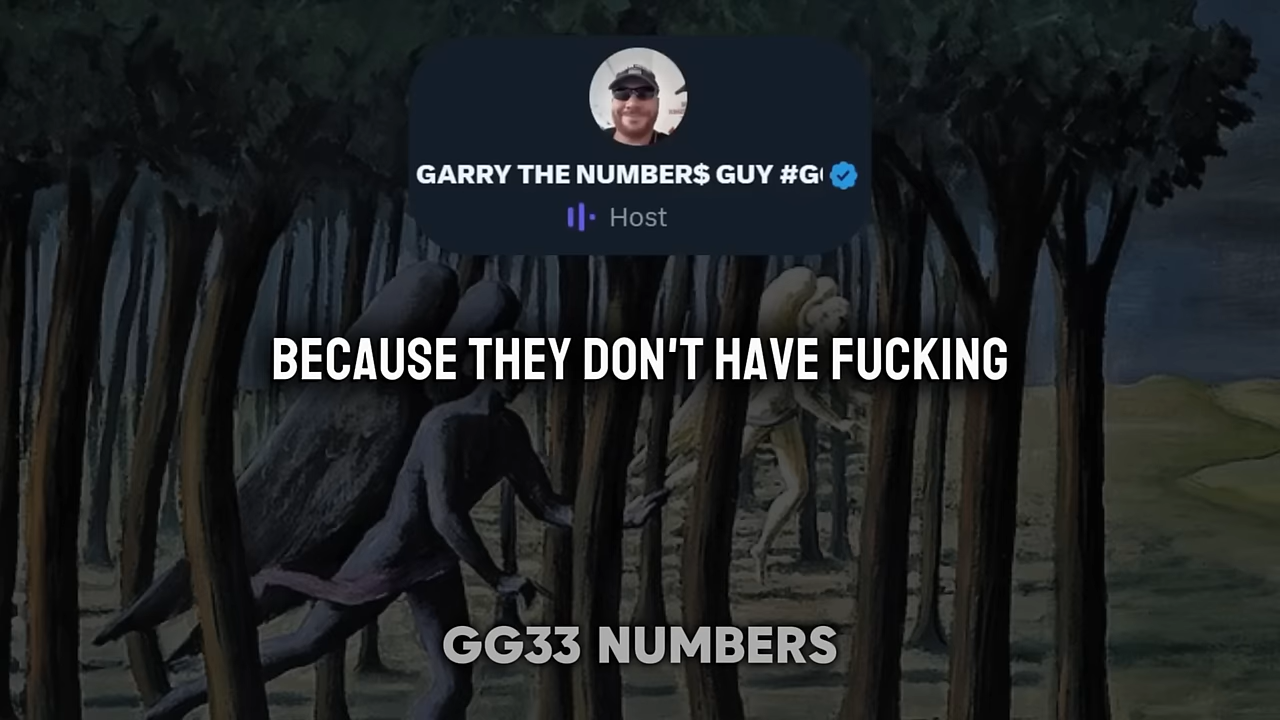 GARRY THE NUMBER$ GUY #G
Host
BECAUSE THEY DON'T HAVE FUCKING
GG33 NUMBERS